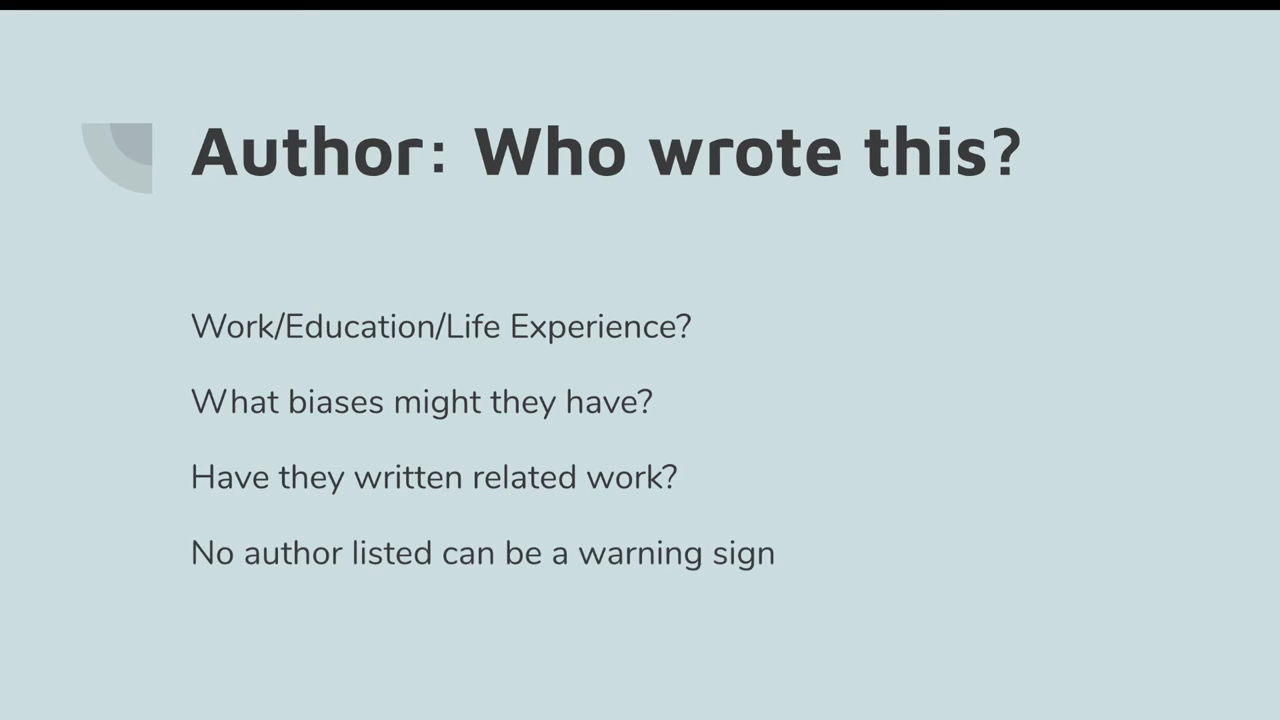 Author: Who wrote this?
Work/Education/Life Experience?
What biases might they have?
Have they written related work?
No author listed can be a warning sign